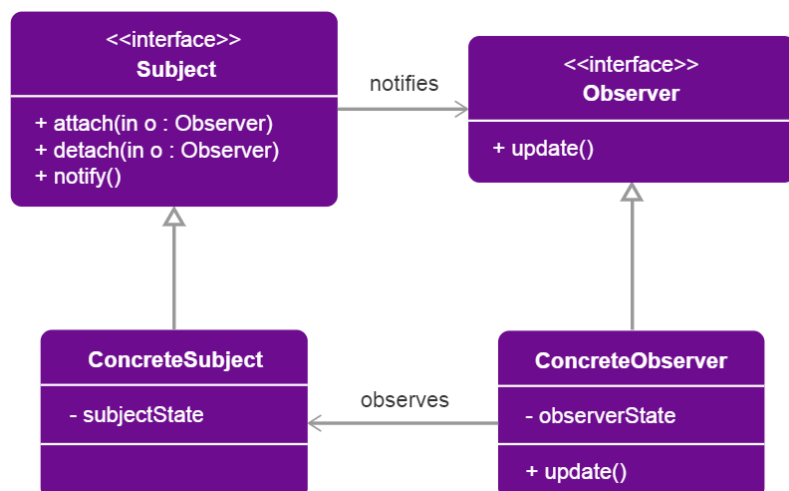 <<interface>>
Subject
+ attach(in o : Observer)
+ detach(in o : Observer)
+ notify()
notifies
<<interface>>
Observer
+ update()
ConcreteSubject
- subjectState
observes
ConcreteObserver
- observerState
+ update()